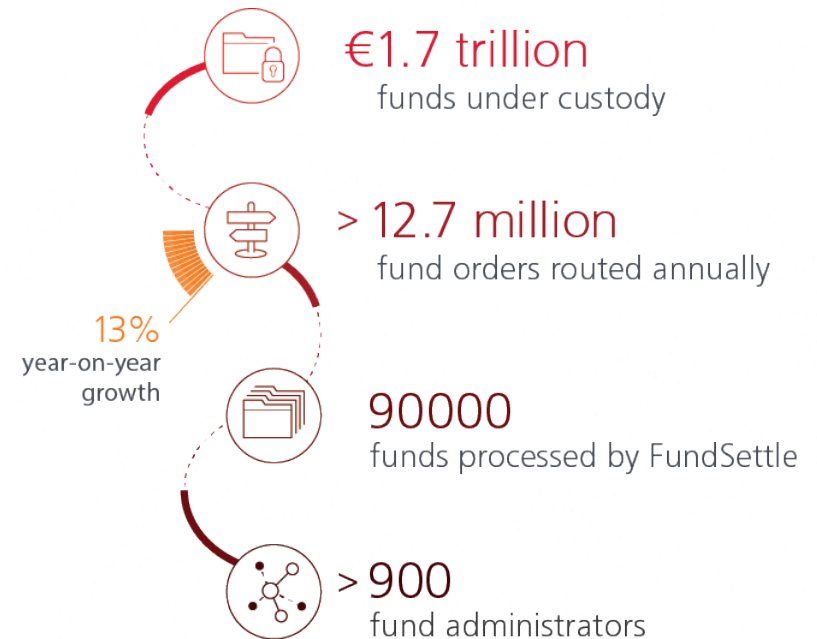 €1.7 trillion
funds under custody
> 12.7 million
fund orders routed annually
13%
year-on-year
growth
90000
funds processed by FundSettle
> 900
fund administrators